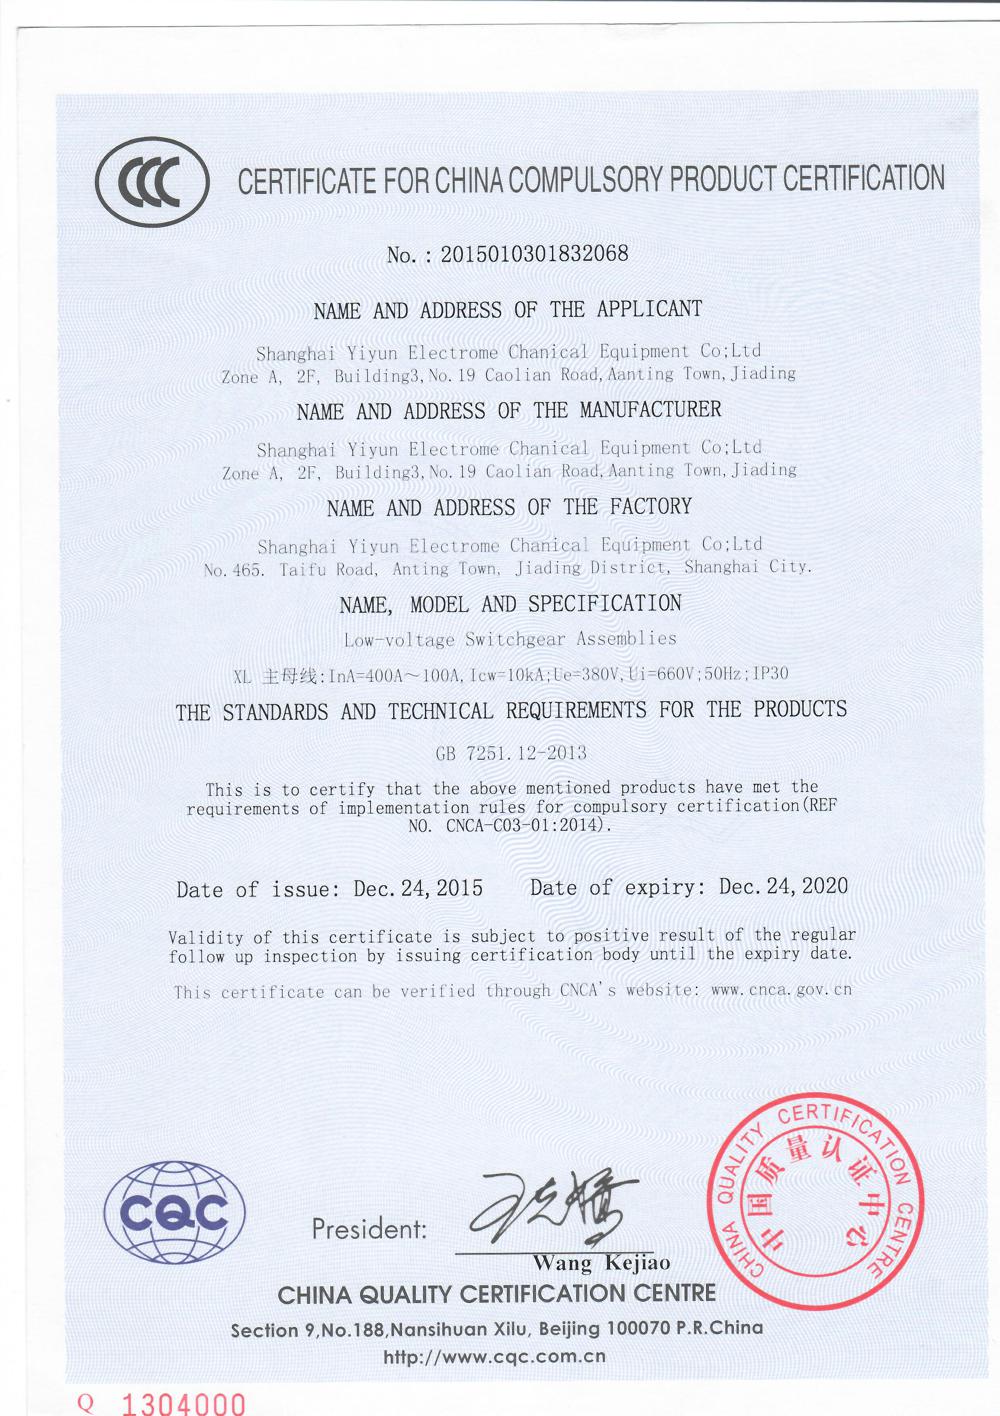 CCC
CERTIFICATE FOR CHINA COMPULSORY PRODUCT CERTIFICATION
No. : 2015010301832068
NAME AND ADDRESS OF THE APPLICANT
Shanghai Yiyun Electrome Chanical Equipment Co;Ltd
Zone A, 2F, Building3,No.19 Caolian Road,Aanting Town,Jiading
NAME AND ADDRESS OF THE MANUFACTURER
Shanghai Yiyun Electrome Chanical Equipment Co;Ltd
Zone A, 2F, Building3,No.19 Caolian Road,Aanting Town,Jiading
NAME AND ADDRESS OF THE FACTORY
Shanghai Yiyun Electrome Chanical Equipment Co;Ltd
No.465. Taifu Road, Anting Town, Jiading District, Shanghai City.
NAME, MODEL AND SPECIFICATION
Low-voltage Switchgear Assemblies
XL 主母线:InA=400A～100A,Icw=10kA;Ue=380V,Ui=660V;50Hz;IP30
THE STANDARDS AND TECHNICAL REQUIREMENTS FOR THE PRODUCTS
GB 7251.12-2013
This is to certify that the above mentioned products have met the
requirements of implementation rules for compulsory certification(REF
NO. CNCA-C03-01:2014).
Date of issue: Dec.24,2015 Date of expiry: Dec.24,2020
Validity of this certificate is subject to positive result of the regular
follow up inspection by issuing certification body until the expiry date.
This certificate can be verified through CNCA's website: www.cnca.gov.cn
CHINA QUALITY CERTIFICATION CENTRE
中国质量认证中心
CQC
President: 王克娇
Wang Kejiao
CHINA QUALITY CERTIFICATION CENTRE
Section 9,No.188,Nansihuan Xilu, Beijing 100070 P.R.China
http://www.cqc.com.cn
Q 1304000